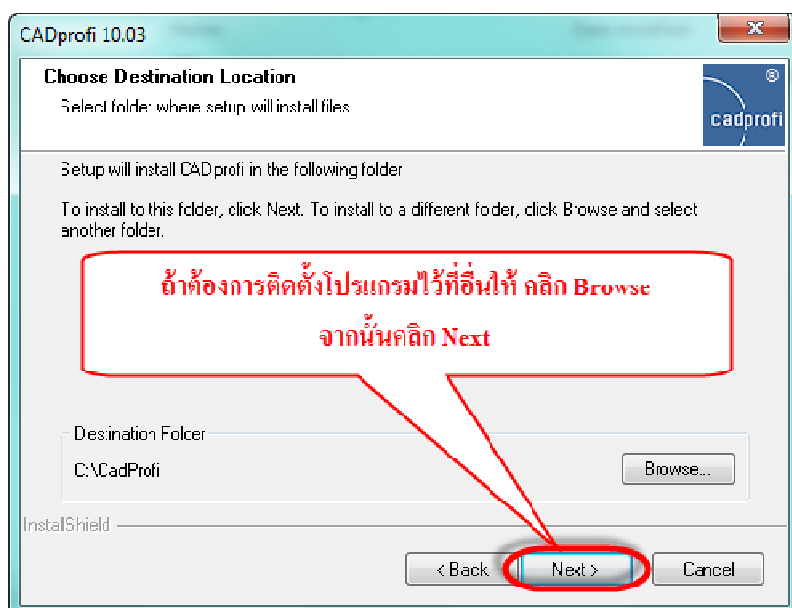 CADprofi 10.03
Choose Destination Location
Select folder where setup will install files
®
cadprofi
Setup will install CADprofi in the following folder
To install to this folder, click Next. To install to a different folder, click Browse and select
another folder.
ถ้าต้องการติดตั้งโปรแกรมไว้ที่อื่นให้ คลิก Browse
จากนั้นคลิก Next
Destination Folder
C:\CadProfi
Browse...
InstallShield
< Back
Next >
Cancel